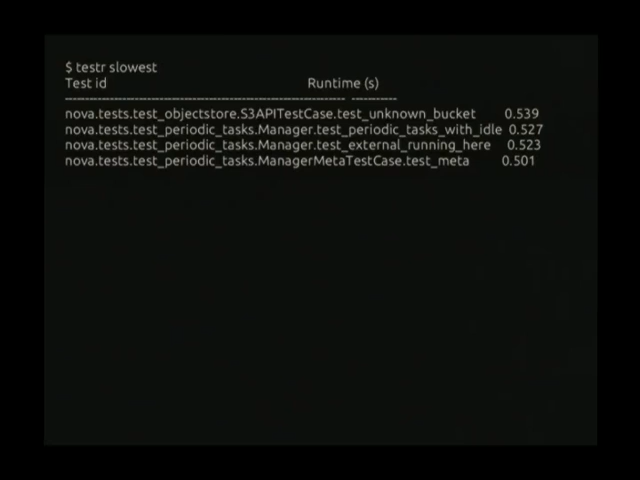 $ testr slowest
Test id Runtime (s)
---------------------------------------------------------------------- -----------
nova.tests.test_objectstore.S3APITestCase.test_unknown_bucket 0.539
nova.tests.test_periodic_tasks.Manager.test_periodic_tasks_with_idle 0.527
nova.tests.test_periodic_tasks.Manager.test_external_running_here 0.523
nova.tests.test_periodic_tasks.ManagerMetaTestCase.test_meta 0.501